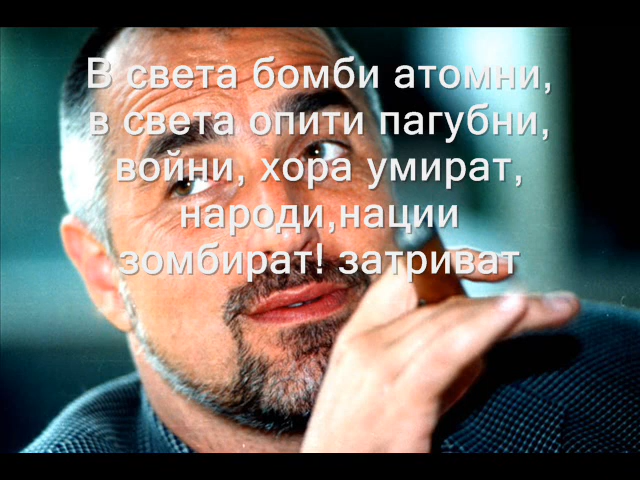 В света бомби атомни,
в света опити пагубни,
войни, хора умират,
народи,нации
зомбират! затриват